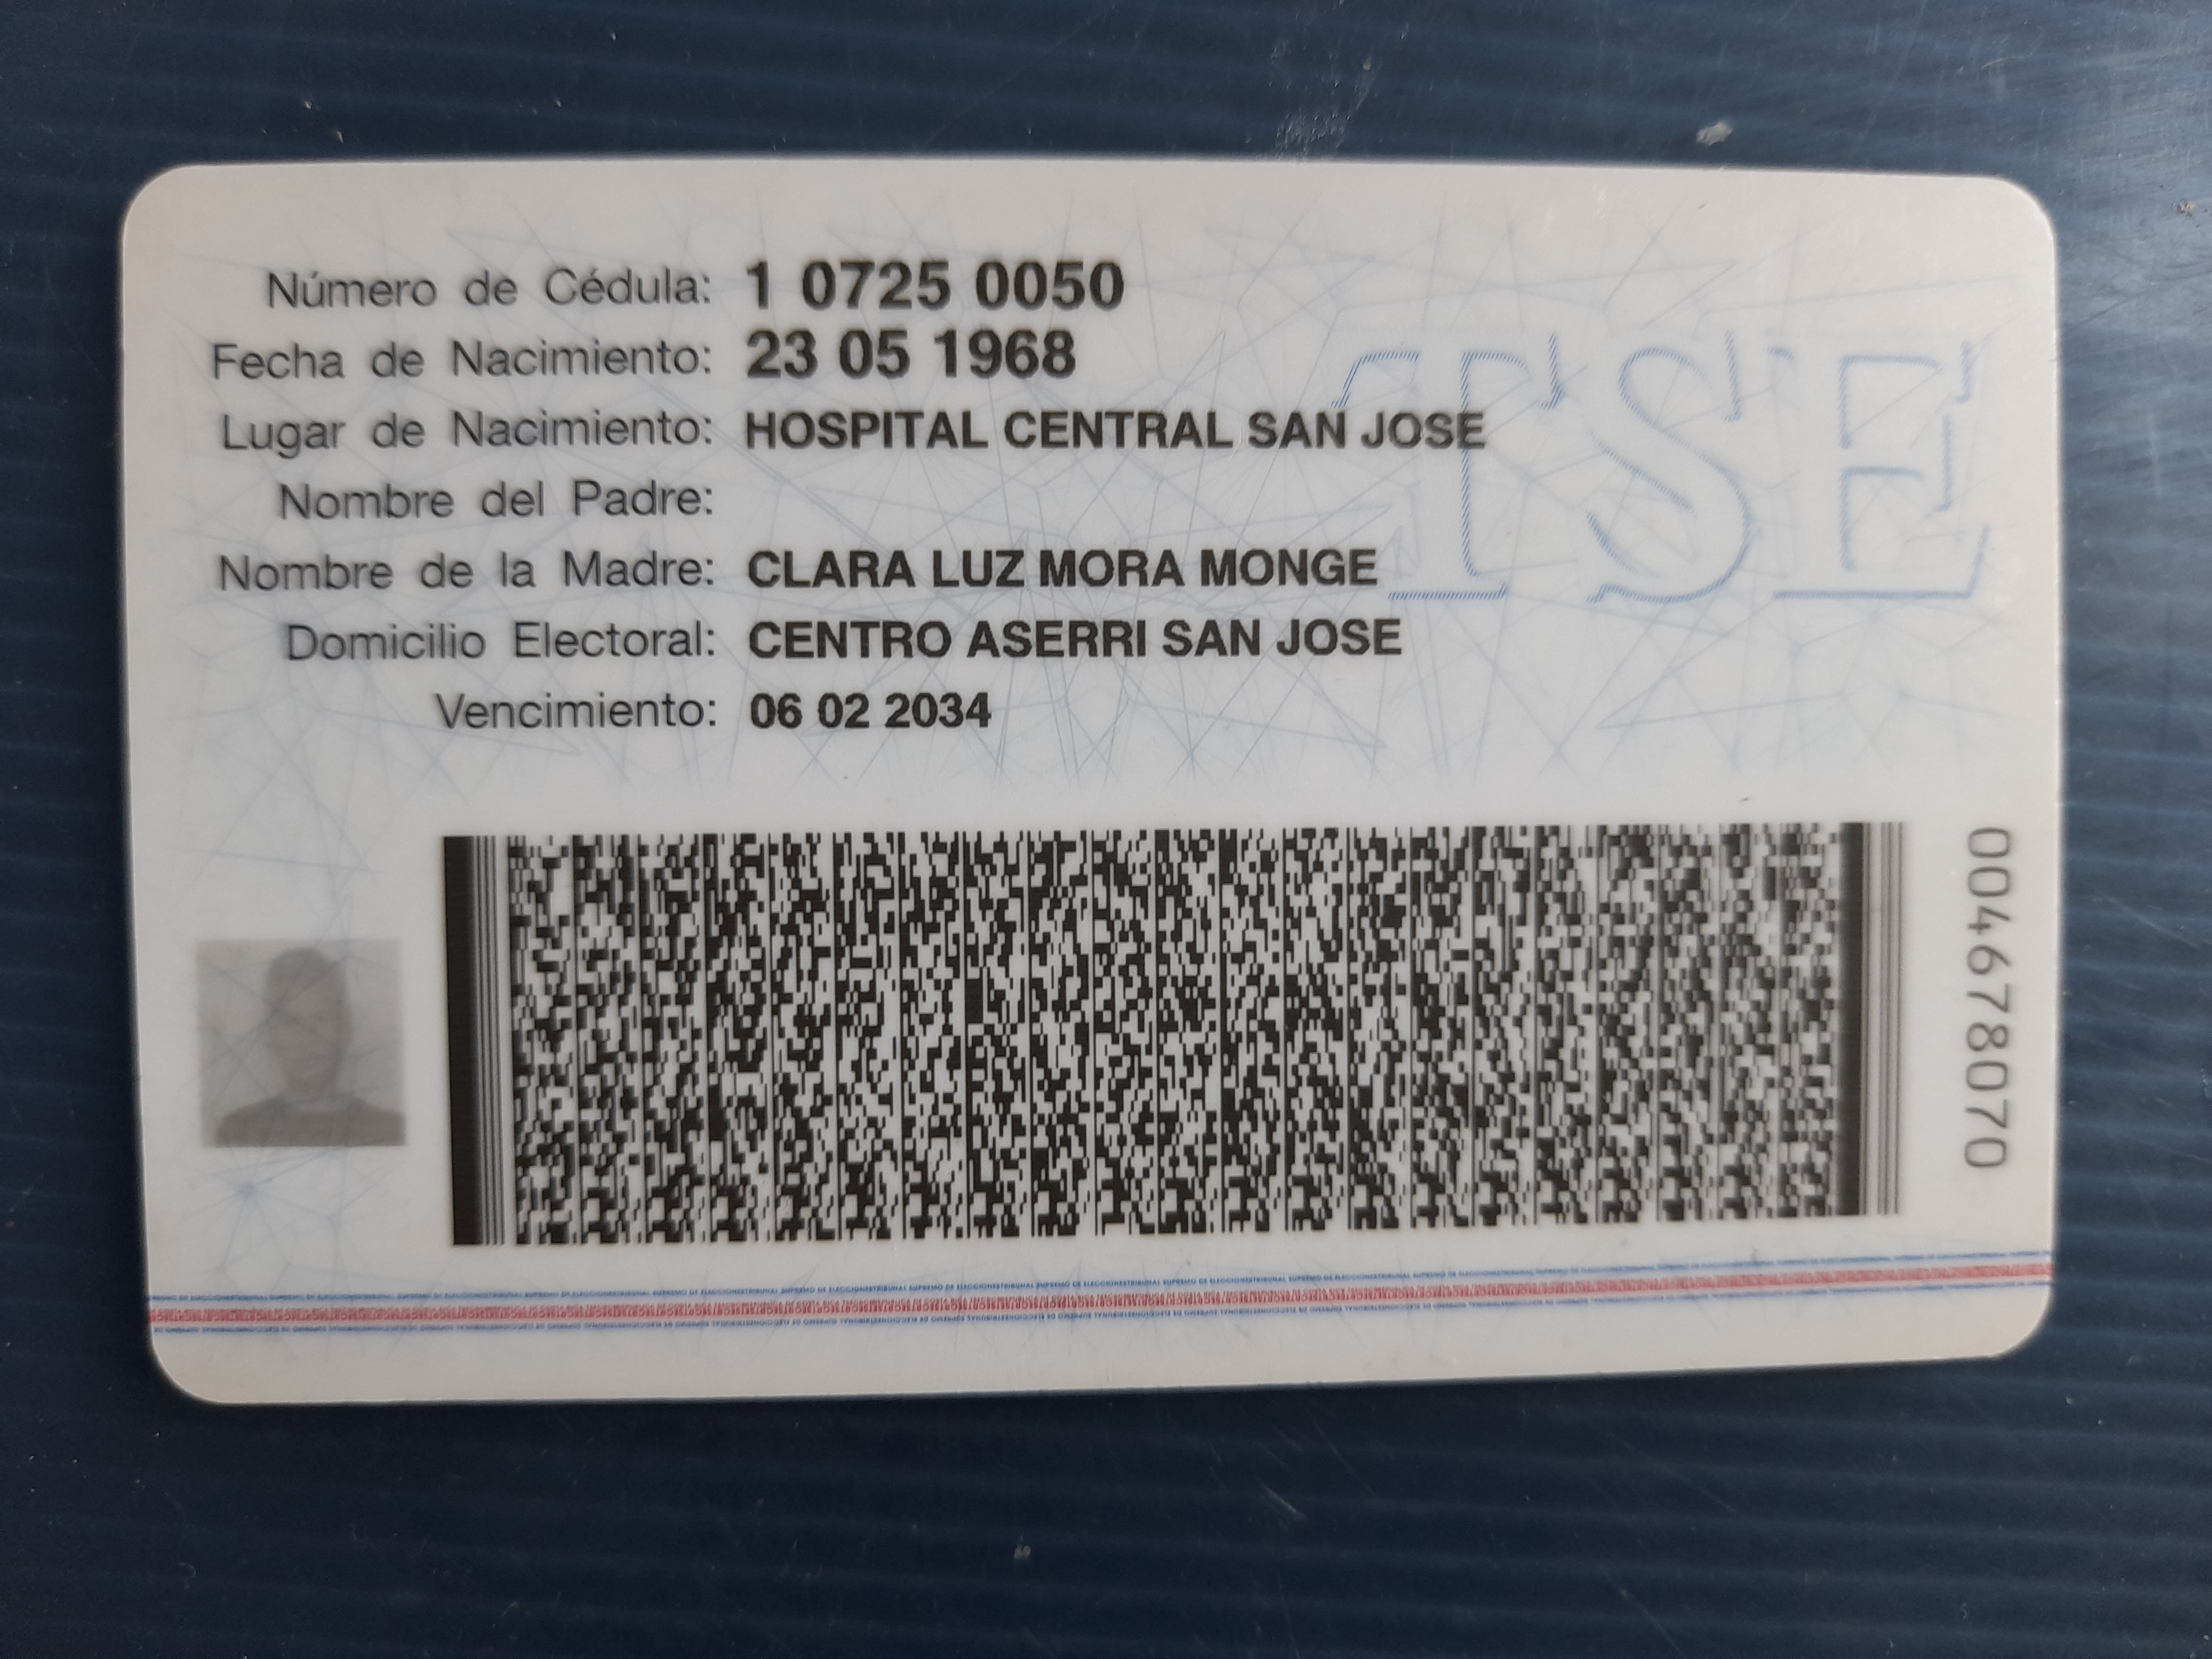 Número de Cédula: 1 0725 0050
Fecha de Nacimiento: 23 05 1968
Lugar de Nacimiento: HOSPITAL CENTRAL SAN JOSE
Nombre del Padre:
Nombre de la Madre: CLARA LUZ MORA MONGE
Domicilio Electoral: CENTRO ASERRI SAN JOSE
Vencimiento: 06 02 2034
TSE
004678070